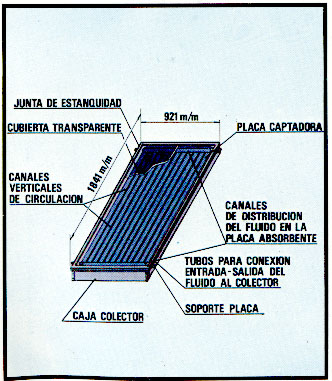 921 m/m
JUNTA DE ESTANQUIDAD
CUBIERTA TRANSPARENTE
PLACA CAPTADORA
1841 m/m
CANALES
VERTICALES
DE CIRCULACION
CANALES
DE DISTRIBUCION
DEL FLUIDO EN LA
PLACA ABSORBENTE
TUBOS PARA CONEXION
ENTRADA-SALIDA DEL
FLUIDO AL COLECTOR
SOPORTE PLACA
CAJA COLECTOR